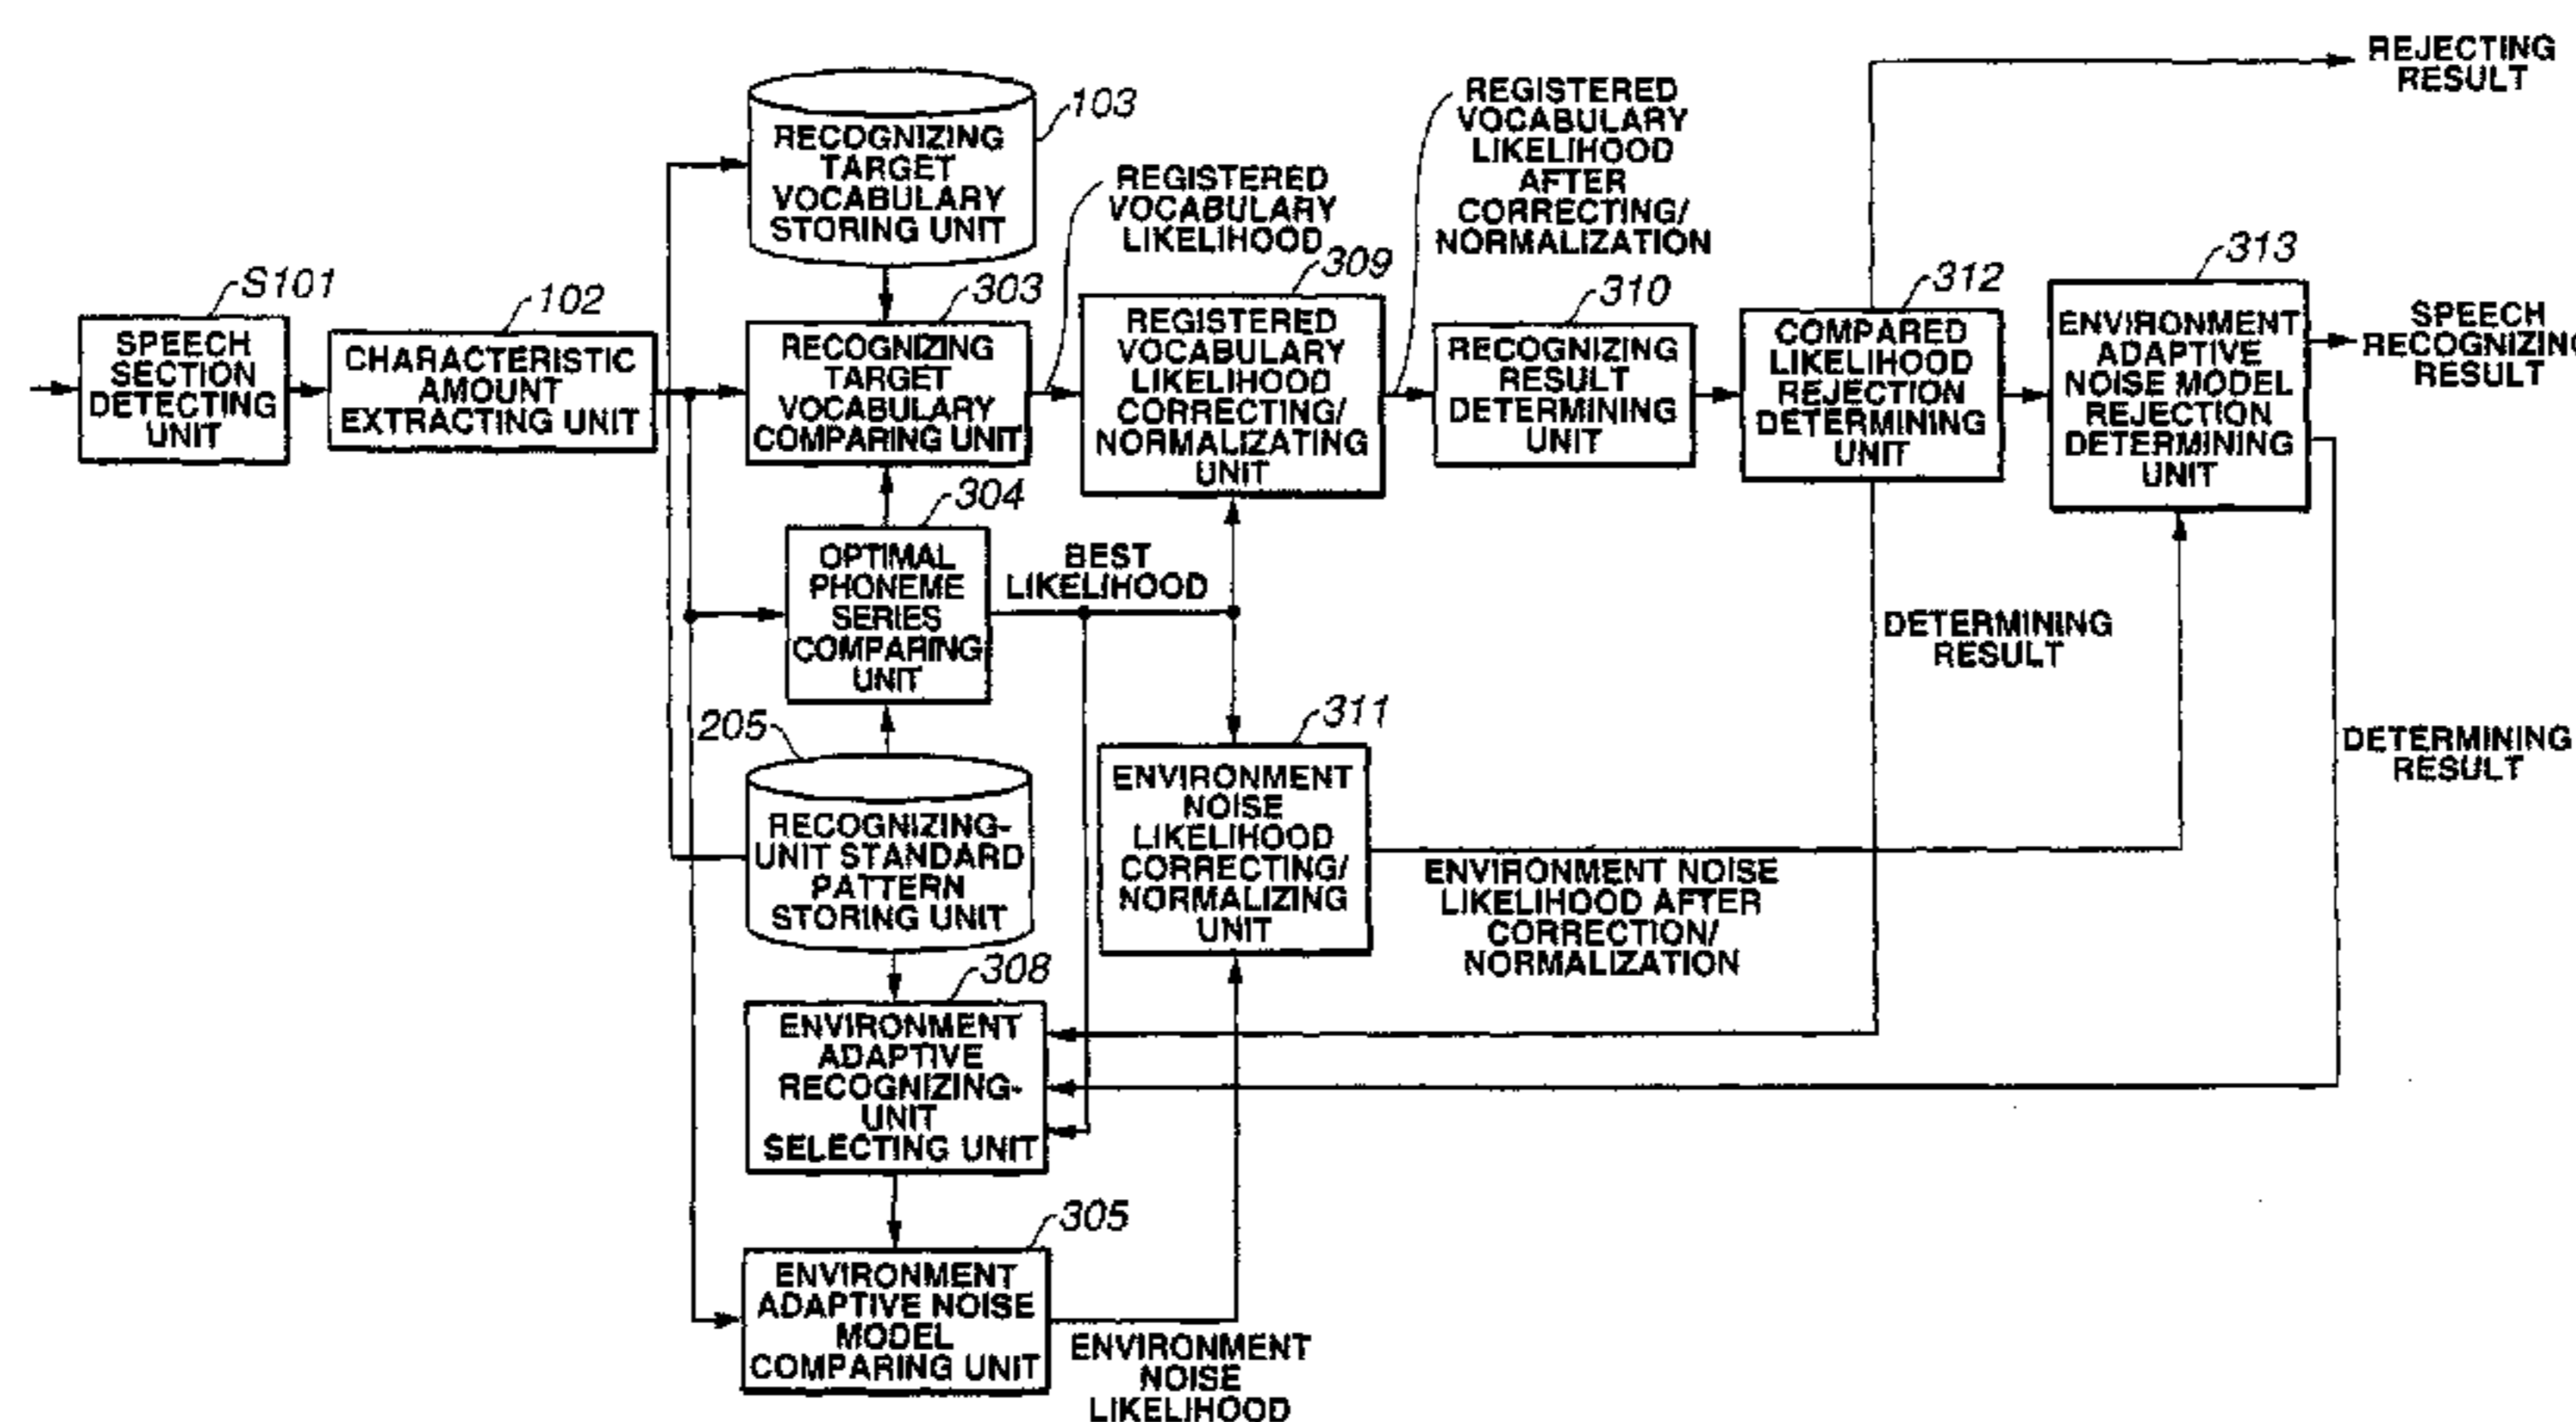 S101
SPEECH
SECTION
DETECTING
UNIT
102
CHARACTERISTIC
AMOUNT
EXTRACTING UNIT
103
RECOGNIZING
TARGET
VOCABULARY
STORING UNIT
303
RECOGNIZING
TARGET
VOCABULARY
COMPARING UNIT
304
OPTIMAL
PHONEME
SERIES
COMPARING
UNIT
205
RECOGNIZING-
UNIT STANDARD
PATTERN
STORING UNIT
308
ENVIRONMENT
ADAPTIVE
RECOGNIZING-
UNIT
SELECTING UNIT
305
ENVIRONMENT
ADAPTIVE NOISE
MODEL
COMPARING UNIT
REGISTERED
VOCABULARY
LIKELIHOOD
309
REGISTERED
VOCABULARY
LIKELIHOOD
CORRECTING/
NORMALIZATING
UNIT
BEST
LIKELIHOOD
311
ENVIRONMENT
NOISE
LIKELIHOOD
CORRECTING/
NORMALIZING
UNIT
ENVIRONMENT
NOISE
LIKELIHOOD
REGISTERED
VOCABULARY
LIKELIHOOD
AFTER
CORRECTING/
NORMALIZATION
310
RECOGNIZING
RESULT
DETERMINING
UNIT
ENVIRONMENT NOISE
LIKELIHOOD AFTER
CORRECTION/
NORMALIZATION
312
COMPARED
LIKELIHOOD
REJECTION
DETERMINING
UNIT
DETERMINING
RESULT
313
ENVIRONMENT
ADAPTIVE
NOISE MODEL
REJECTION
DETERMINING
UNIT
REJECTING
RESULT
SPEECH
RECOGNIZING
RESULT
DETERMINING
RESULT